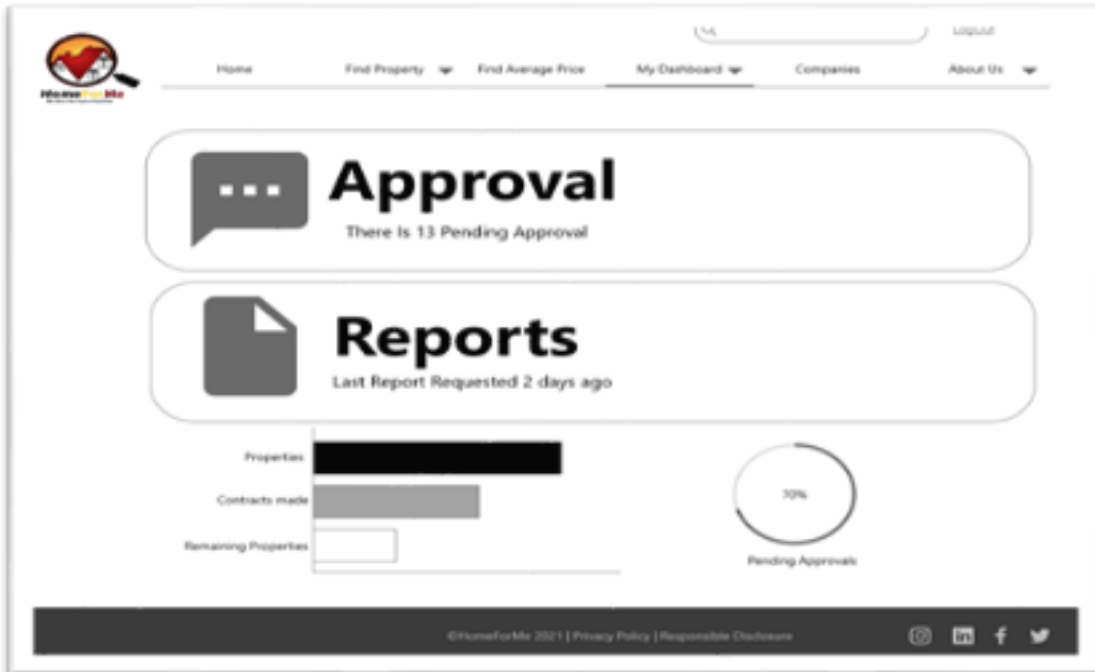 LogOut
HomeForMe
Home Find Property Find Average Price My Dashboard Companies About Us
Approval
There Is 13 Pending Approval
Reports
Last Report Requested 2 days ago
Properties
Contracts made
Remaining Properties
70%
Pending Approvals
©HomeForMe 2021 | Privacy Policy | Responsible Disclosure